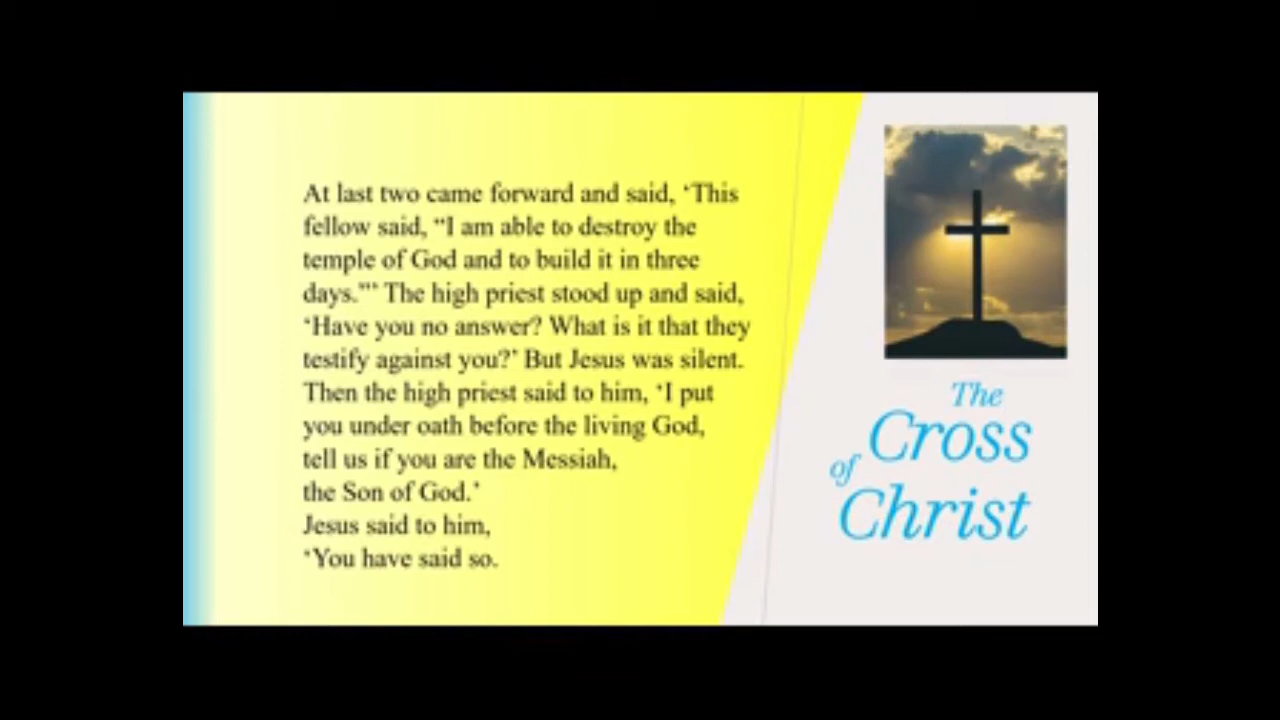 At last two came forward and said, ‘This
fellow said, “I am able to destroy the
temple of God and to build it in three
days.”’ The high priest stood up and said,
‘Have you no answer? What is it that they
testify against you?’ But Jesus was silent.
Then the high priest said to him, ‘I put
you under oath before the living God,
tell us if you are the Messiah,
the Son of God.’
Jesus said to him,
‘You have said so.
The
Cross
of
Christ